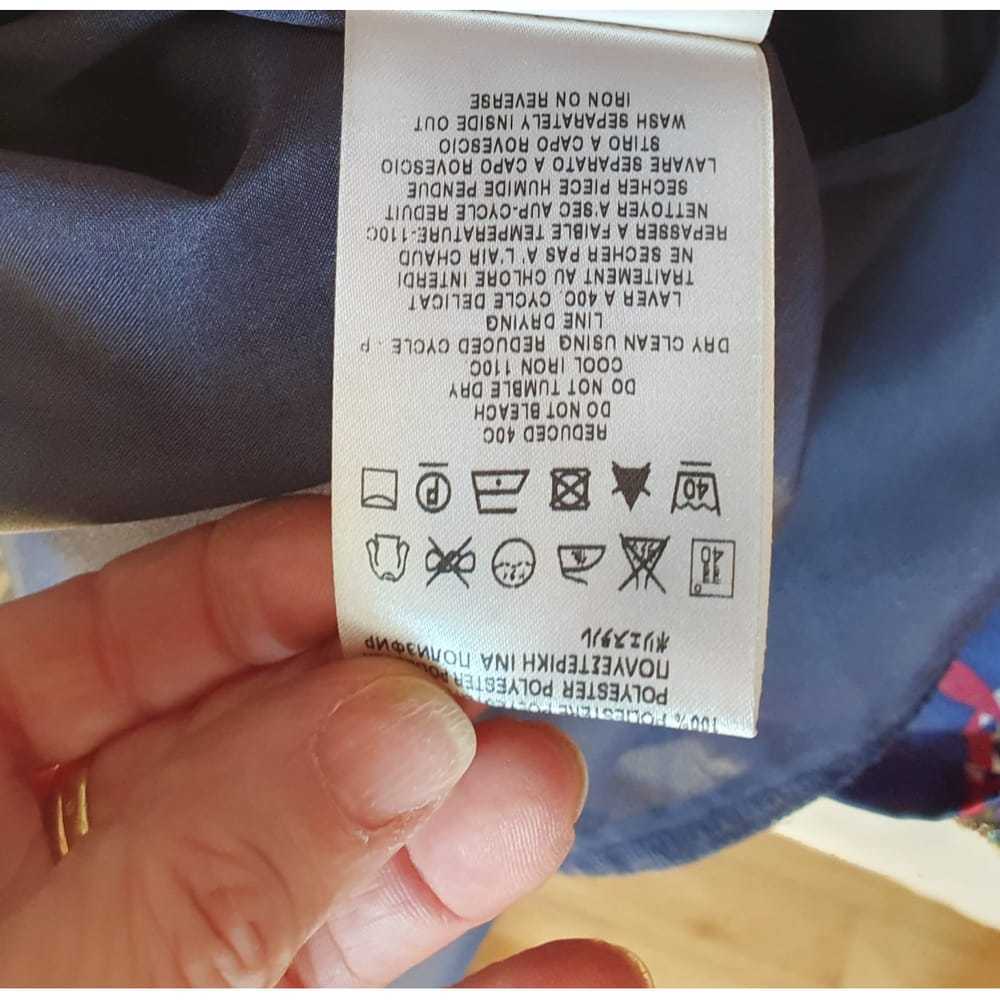 100% POLIESTERE
POLYESTER POLYESTER
ΠΟΛΥΕΣΤΕΡΙΚΗ ΙΝΑ ПОЛИЭФИР
ポリエステル
40
40 P
REDUCED 40C
DO NOT BLEACH
DO NOT TUMBLE DRY
COOL IRON 110C
DRY CLEAN USING REDUCED CYCLE . P
LINE DRYING
LAVER A 40C. CYCLE DELICAT
TRAITEMENT AU CHLORE INTERDI
NE SECHER PAS A' L'AIR CHAUD
REPASSER A FAIBLE TEMPERATURE-110C
NETTOYER A'SEC AUP-CYCLE REDUIT
SECHER PIECE HUMIDE PENDUE
LAVARE SEPARATO A CAPO ROVESCIO
STIRO A CAPO ROVESCIO
WASH SEPARATELY INSIDE OUT
IRON ON REVERSE